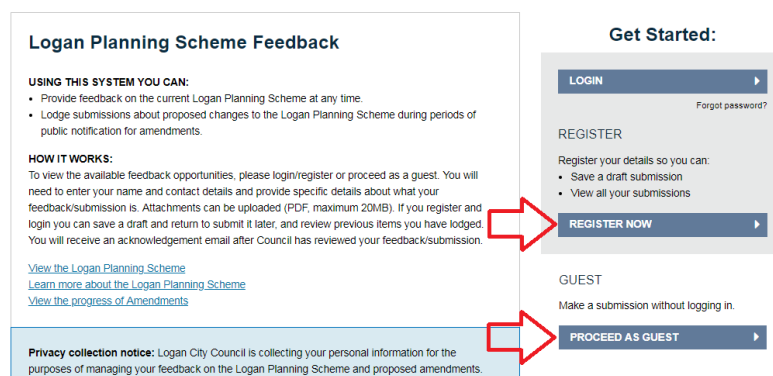 Logan Planning Scheme Feedback
USING THIS SYSTEM YOU CAN:
• Provide feedback on the current Logan Planning Scheme at any time.
• Lodge submissions about proposed changes to the Logan Planning Scheme during periods of
public notification for amendments.
HOW IT WORKS:
To view the available feedback opportunities, please login/register or proceed as a guest. You will
need to enter your name and contact details and provide specific details about what your
feedback/submission is. Attachments can be uploaded (PDF, maximum 20MB). If you register and
login you can save a draft and return to submit it later, and review previous items you have lodged.
You will receive an acknowledgement email after Council has reviewed your feedback/submission.
View the Logan Planning Scheme
Learn more about the Logan Planning Scheme
View the progress of Amendments
Privacy collection notice: Logan City Council is collecting your personal information for the
purposes of managing your feedback on the Logan Planning Scheme and proposed amendments.
Get Started:
LOGIN
Forgot password?
REGISTER
Register your details so you can:
• Save a draft submission
• View all your submissions
REGISTER NOW
GUEST
Make a submission without logging in.
PROCEED AS GUEST